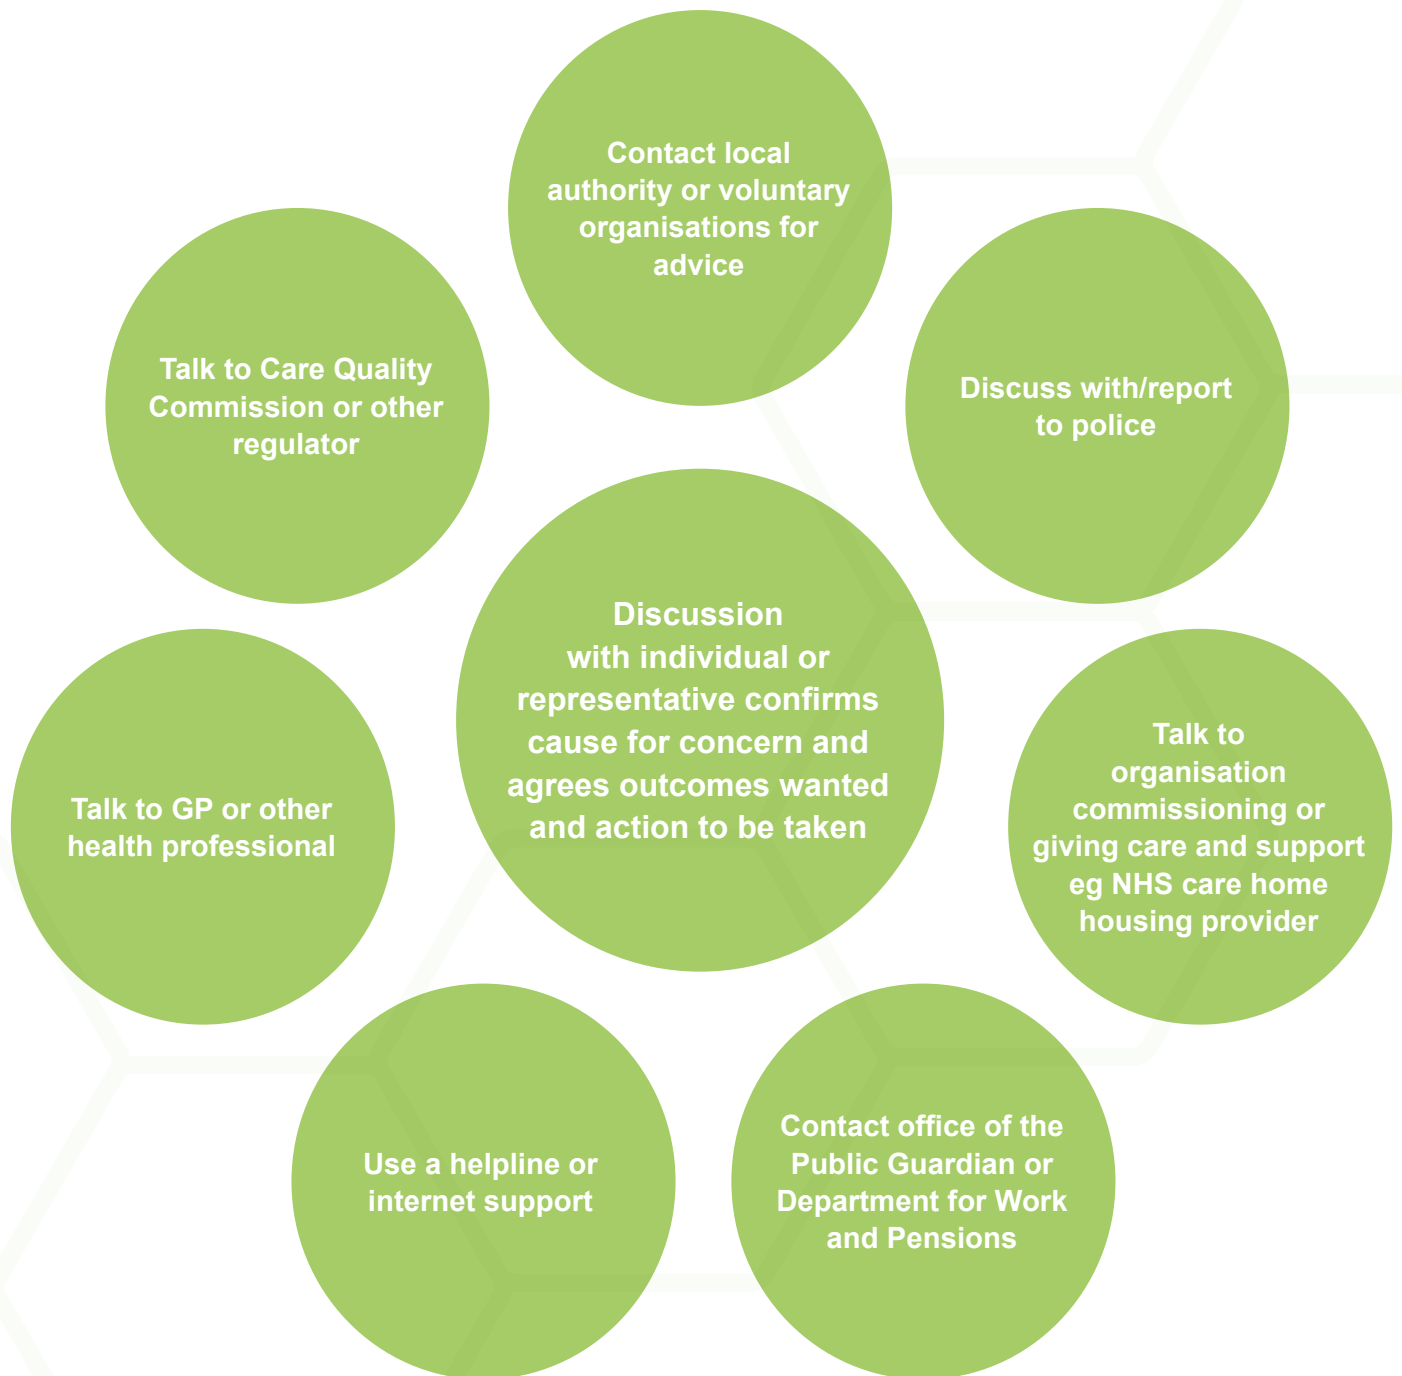 Contact local
authority or voluntary
organisations for
advice
Talk to Care Quality
Commission or other
regulator
Discuss with/report
to police
Discussion
with individual or
representative confirms
cause for concern and
agrees outcomes wanted
and action to be taken
Talk to GP or other
health professional
Talk to
organisation
commissioning or
giving care and support
eg NHS care home
housing provider
Use a helpline or
internet support
Contact office of the
Public Guardian or
Department for Work
and Pensions